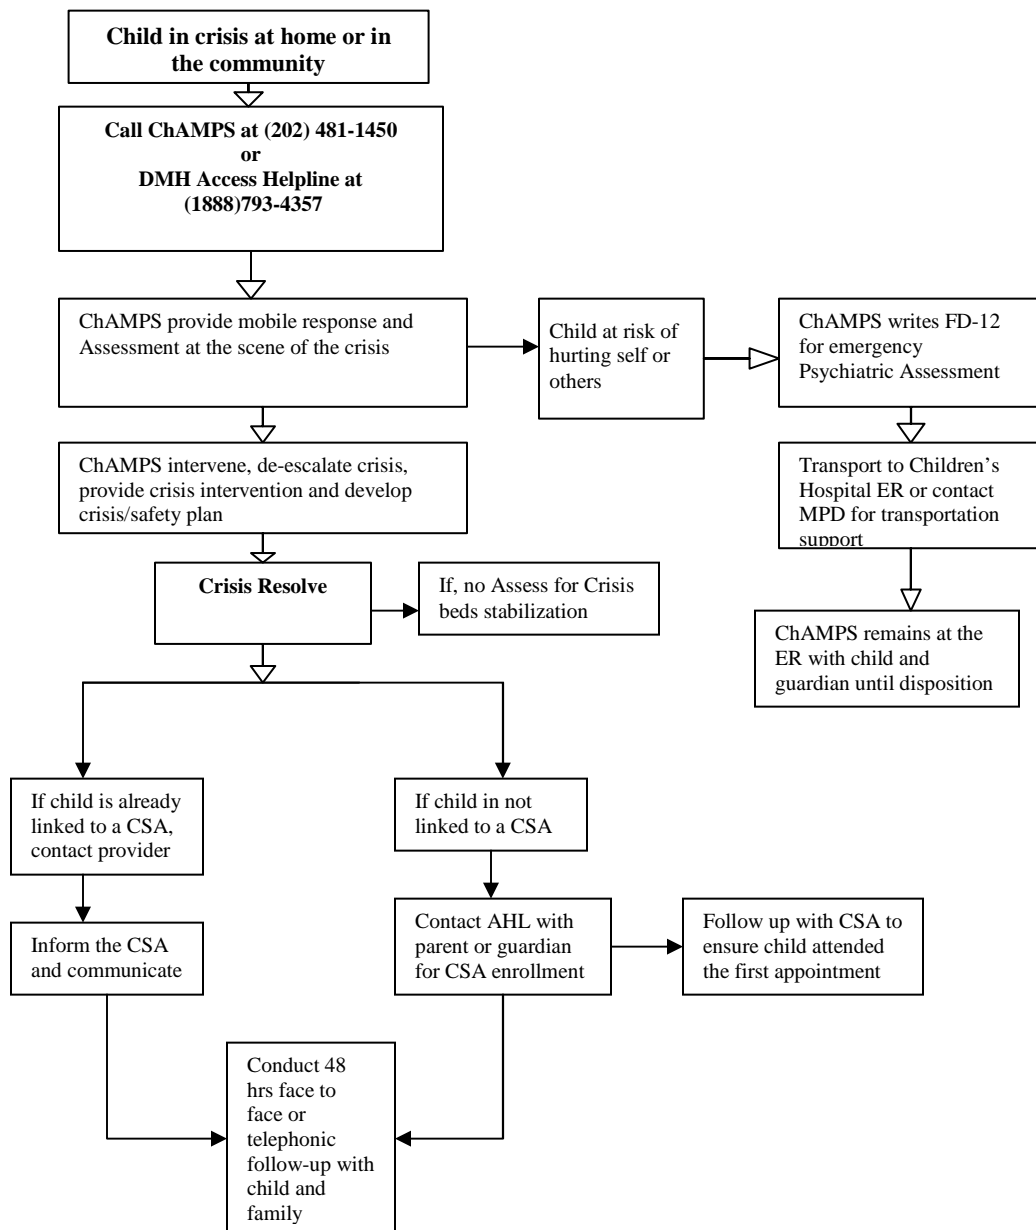 Child in crisis at home or in
the community
Call ChAMPS at (202) 481-1450
or
DMH Access Helpline at
(1888)793-4357
ChAMPS provide mobile response and
Assessment at the scene of the crisis
Child at risk of
hurting self or
others
ChAMPS writes FD-12
for emergency
Psychiatric Assessment
ChAMPS intervene, de-escalate crisis,
provide crisis intervention and develop
crisis/safety plan
Transport to Children’s
Hospital ER or contact
MPD for transportation
support
Crisis Resolve
If, no Assess for Crisis
beds stabilization
ChAMPS remains at the
ER with child and
guardian until disposition
If child is already
linked to a CSA,
contact provider
If child in not
linked to a CSA
Inform the CSA
and communicate
Contact AHL with
parent or guardian
for CSA enrollment
Follow up with CSA to
ensure child attended
the first appointment
Conduct 48
hrs face to
face or
telephonic
follow-up with
child and
family